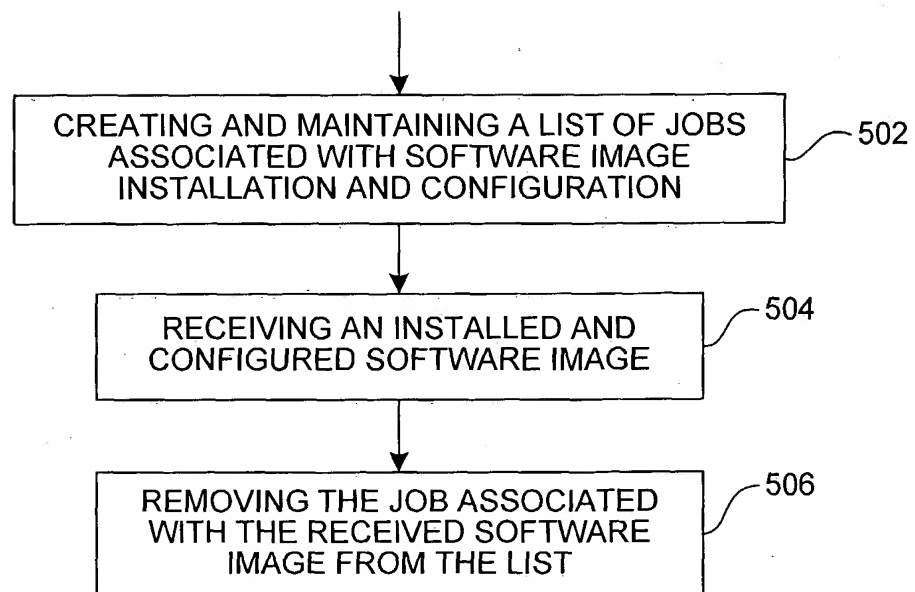 CREATING AND MAINTAINING A LIST OF JOBS
ASSOCIATED WITH SOFTWARE IMAGE
INSTALLATION AND CONFIGURATION
502
RECEIVING AN INSTALLED AND
CONFIGURED SOFTWARE IMAGE
504
REMOVING THE JOB ASSOCIATED
WITH THE RECEIVED SOFTWARE
IMAGE FROM THE LIST
506